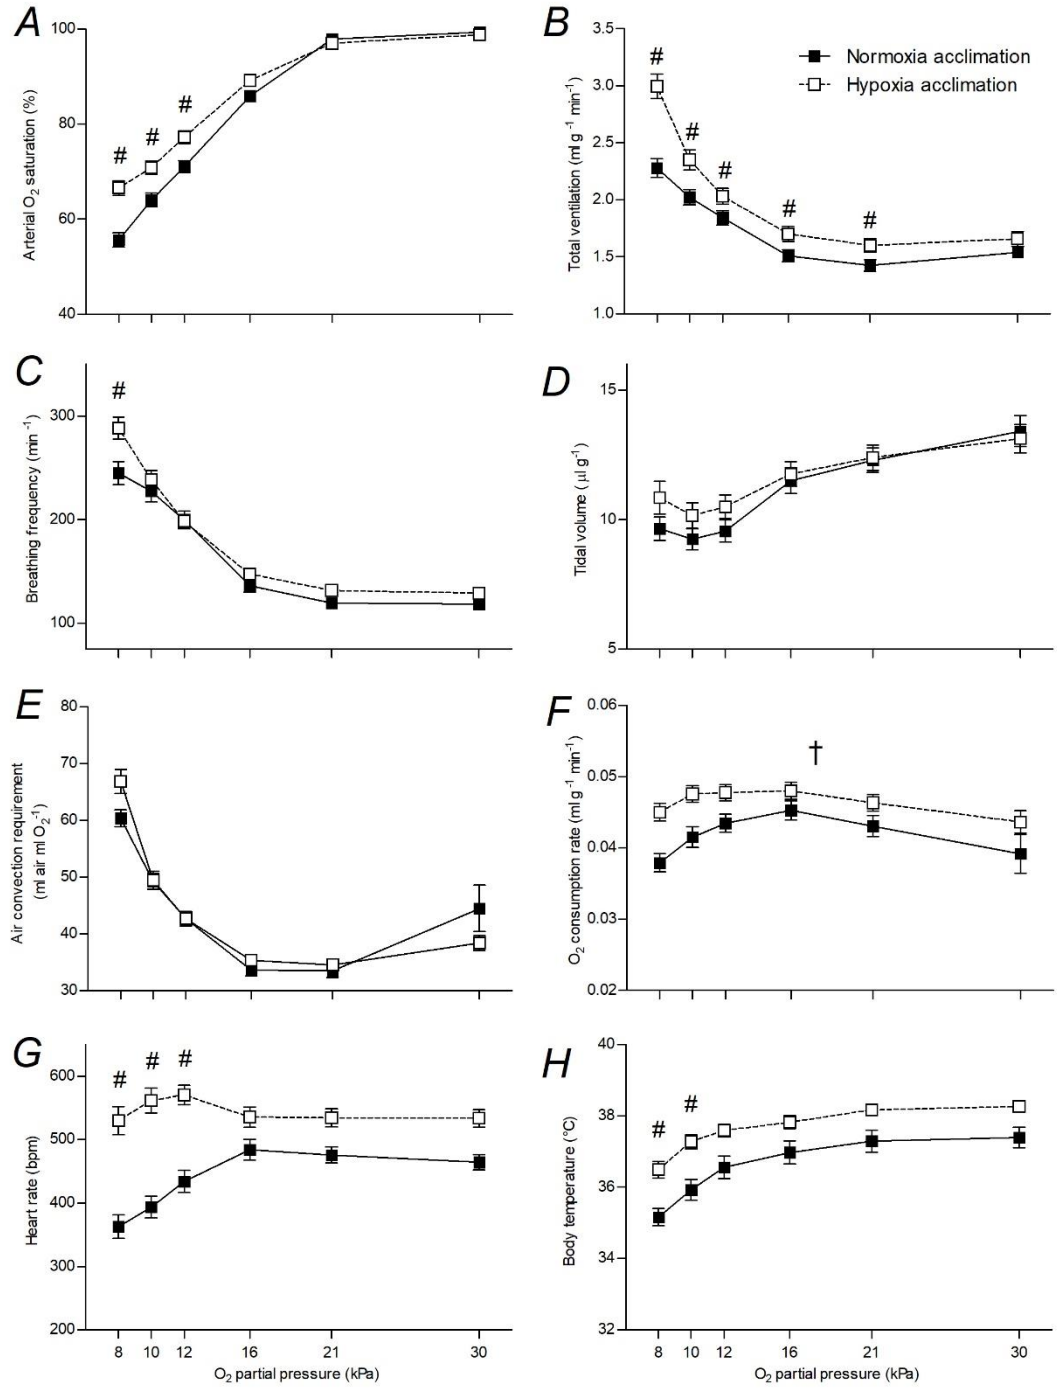 A
Arterial O2 saturation (%)
100
80
60
40
# # #
B
Total ventilation (ml g-1 min-1)
3.5
3.0
2.5
2.0
1.5
1.0
# # # # #
Normoxia acclimation
Hypoxia acclimation
C
Breathing frequency (min-1)
300
200
100
#
D
Tidal volume ( µl g-1)
15
10
5
E
Air convection requirement
(ml air ml O2-1)
80
70
60
50
40
30
F
O2 consumption rate (ml g-1 min-1)
0.06
0.05
0.04
0.03
0.02
†
G
Heart rate (bpm)
600
500
400
300
200
# # #
8 10 12 16 21 30
O2 partial pressure (kPa)
H
Body temperature (°C)
40
38
36
34
32
# #
8 10 12 16 21 30
O2 partial pressure (kPa)